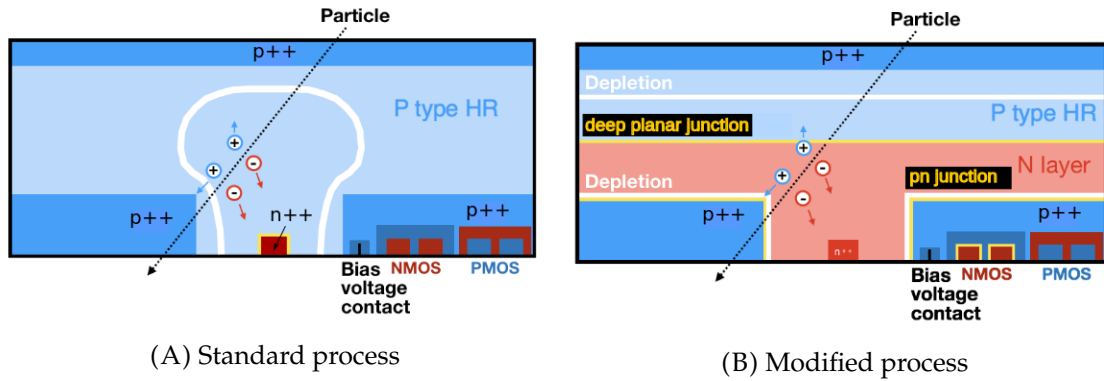 Particle
p++
P type HR
p++
n++
p++
Bias
voltage
contact
NMOS
PMOS
(A) Standard process
Particle
p++
Depletion
P type HR
deep planar junction
N layer
Depletion
pn junction
p++
p++
n++
Bias
voltage
contact
NMOS
PMOS
(B) Modified process